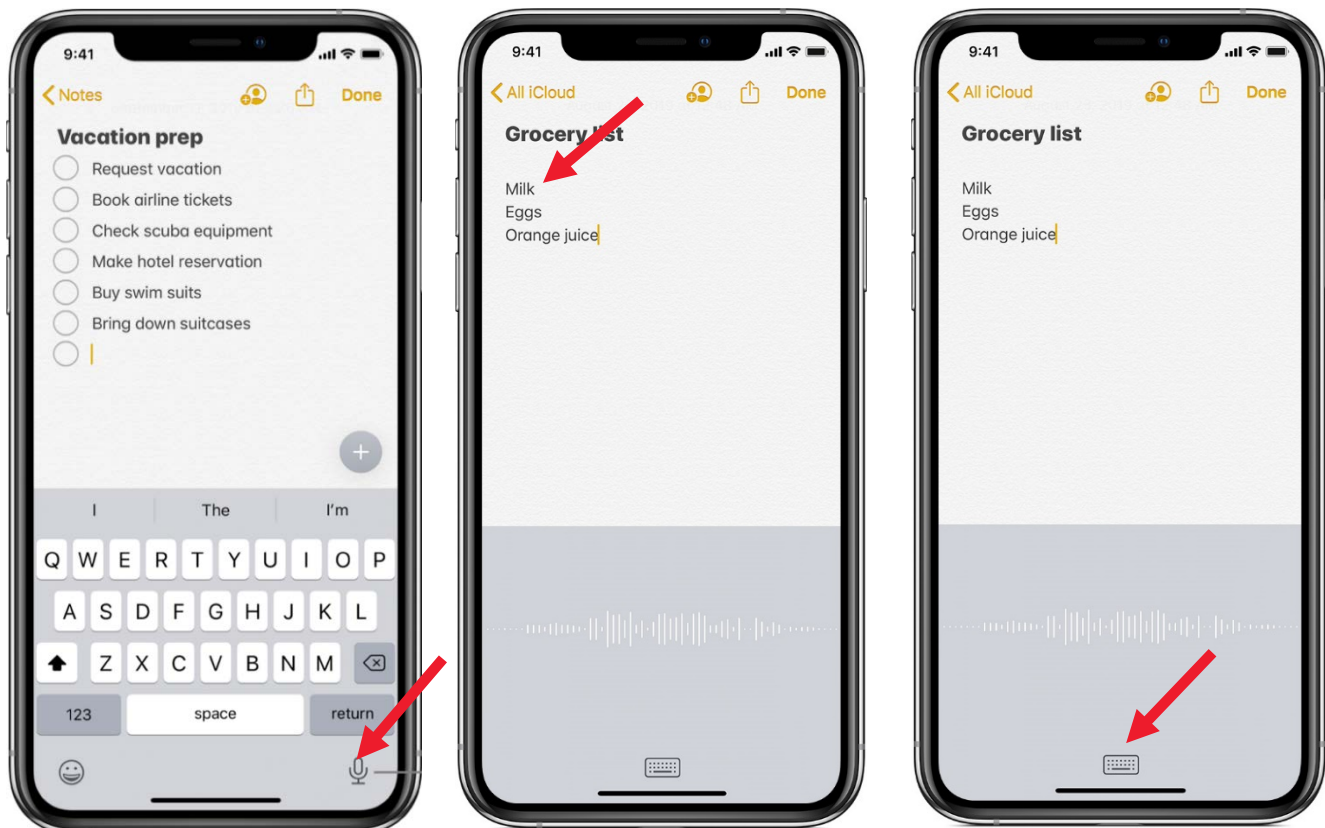 9:41
Notes
Done
Vacation prep
Request vacation
Book airline tickets
Check scuba equipment
Make hotel reservation
Buy swim suits
Bring down suitcases
I The I'm
Q W E R T Y U I O P
A S D F G H J K L
Z X C V B N M
123 space return
9:41
All iCloud
Done
Grocery list
Milk
Eggs
Orange juice
9:41
All iCloud
Done
Grocery list
Milk
Eggs
Orange juice